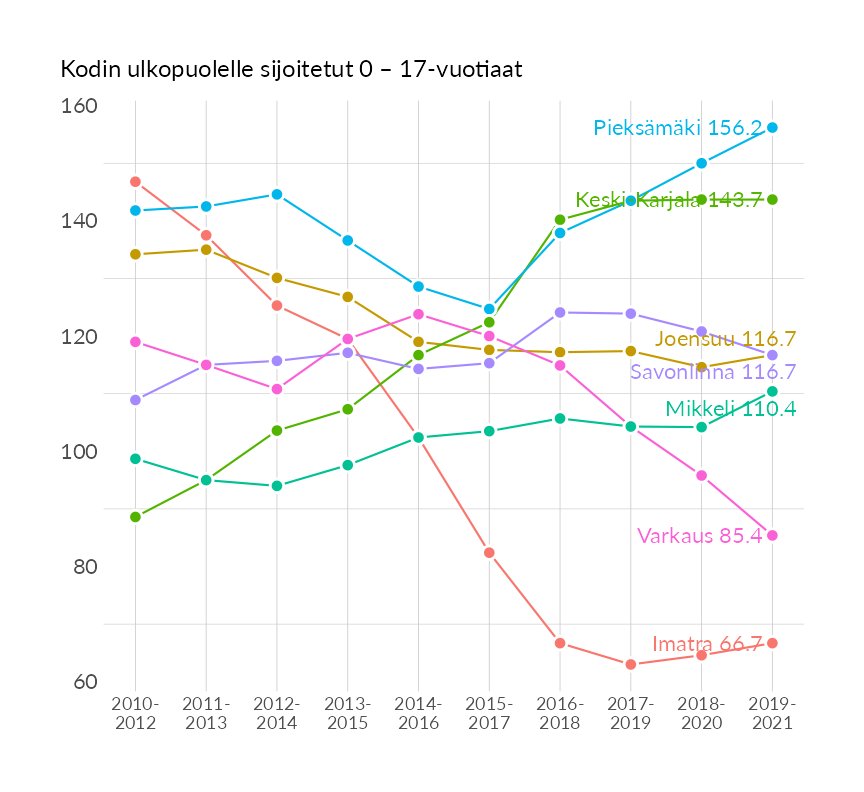 Kodin ulkopuolelle sijoitetut 0 – 17-vuotiaat
160
Pieksämäki 156.2
Keski-Karjala 143.7
140
120
Joensuu 116.7
Savonlinna 116.7
Mikkeli 110.4
100
Varkaus 85.4
80
Imatra 66.7
60
2010- 2011- 2012- 2013- 2014- 2015- 2016- 2017- 2018- 2019-
2012 2013 2014 2015 2016 2017 2018 2019 2020 2021